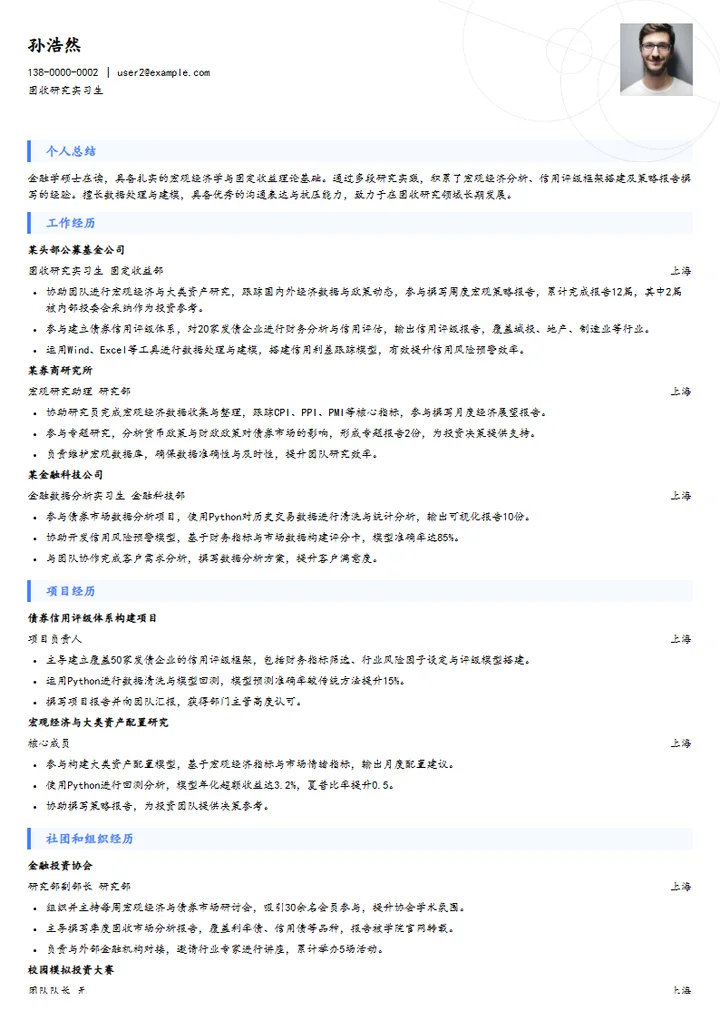 孙浩然
138-0000-0002 | user2@example.com
固收研究实习生
个人总结
金融学硕士在读，具备扎实的宏观经济学与固定收益理论基础。通过多段研究实践，积累了宏观经济分析、信用评级框架搭建及策略报告撰
写的经验。擅长数据处理与建模，具备优秀的沟通表达与抗压能力，致力于在固收研究领域长期发展。
工作经历
某头部公募基金公司
固收研究实习生 固定收益部 上海
• 协助团队进行宏观经济与大类资产研究，跟踪国内外经济数据与政策动态，参与撰写周度宏观策略报告，累计完成报告12篇，其中2篇
被内部投委会采纳作为投资参考。
• 参与建立债券信用评级体系，对20家发债企业进行财务分析与信用评估，输出信用评级报告，覆盖城投、地产、制造业等行业。
• 运用Wind、Excel等工具进行数据处理与建模，搭建信用利差跟踪模型，有效提升信用风险预警效率。
某券商研究所
宏观研究助理 研究部 上海
• 协助研究员完成宏观经济数据收集与整理，跟踪CPI、PPI、PMI等核心指标，参与撰写月度经济展望报告。
• 参与专题研究，分析货币政策与财政政策对债券市场的影响，形成专题报告2份，为投资决策提供支持。
• 负责维护宏观数据库，确保数据准确性与及时性，提升团队研究效率。
某金融科技公司
金融数据分析实习生 金融科技部 上海
• 参与债券市场数据分析项目，使用Python对历史交易数据进行清洗与统计分析，输出可视化报告10份。
• 协助开发信用风险预警模型，基于财务指标与市场数据构建评分卡，模型准确率达85%。
• 与团队协作完成客户需求分析，撰写数据分析方案，提升客户满意度。
项目经历
债券信用评级体系构建项目
项目负责人 上海
• 主导建立覆盖50家发债企业的信用评级框架，包括财务指标筛选、行业风险因子设定与评级模型搭建。
• 运用Python进行数据清洗与模型回测，模型预测准确率较传统方法提升15%。
• 撰写项目报告并向团队汇报，获得部门主管高度认可。
宏观经济与大类资产配置研究
核心成员 上海
• 参与构建大类资产配置模型，基于宏观经济指标与市场情绪指标，输出月度配置建议。
• 使用Python进行回测分析，模型年化超额收益达3.2%，夏普比率提升0.5。
• 协助撰写策略报告，为投资团队提供决策参考。
社团和组织经历
金融投资协会
研究部副部长 研究部 上海
• 组织并主持每周宏观经济与债券市场研讨会，吸引30余名会员参与，提升协会学术氛围。
• 主导撰写季度固收市场分析报告，覆盖利率债、信用债等品种，报告被学院官网转载。
• 负责与外部金融机构对接，邀请行业专家进行讲座，累计举办5场活动。
校园模拟投资大赛
团队队长 无 上海